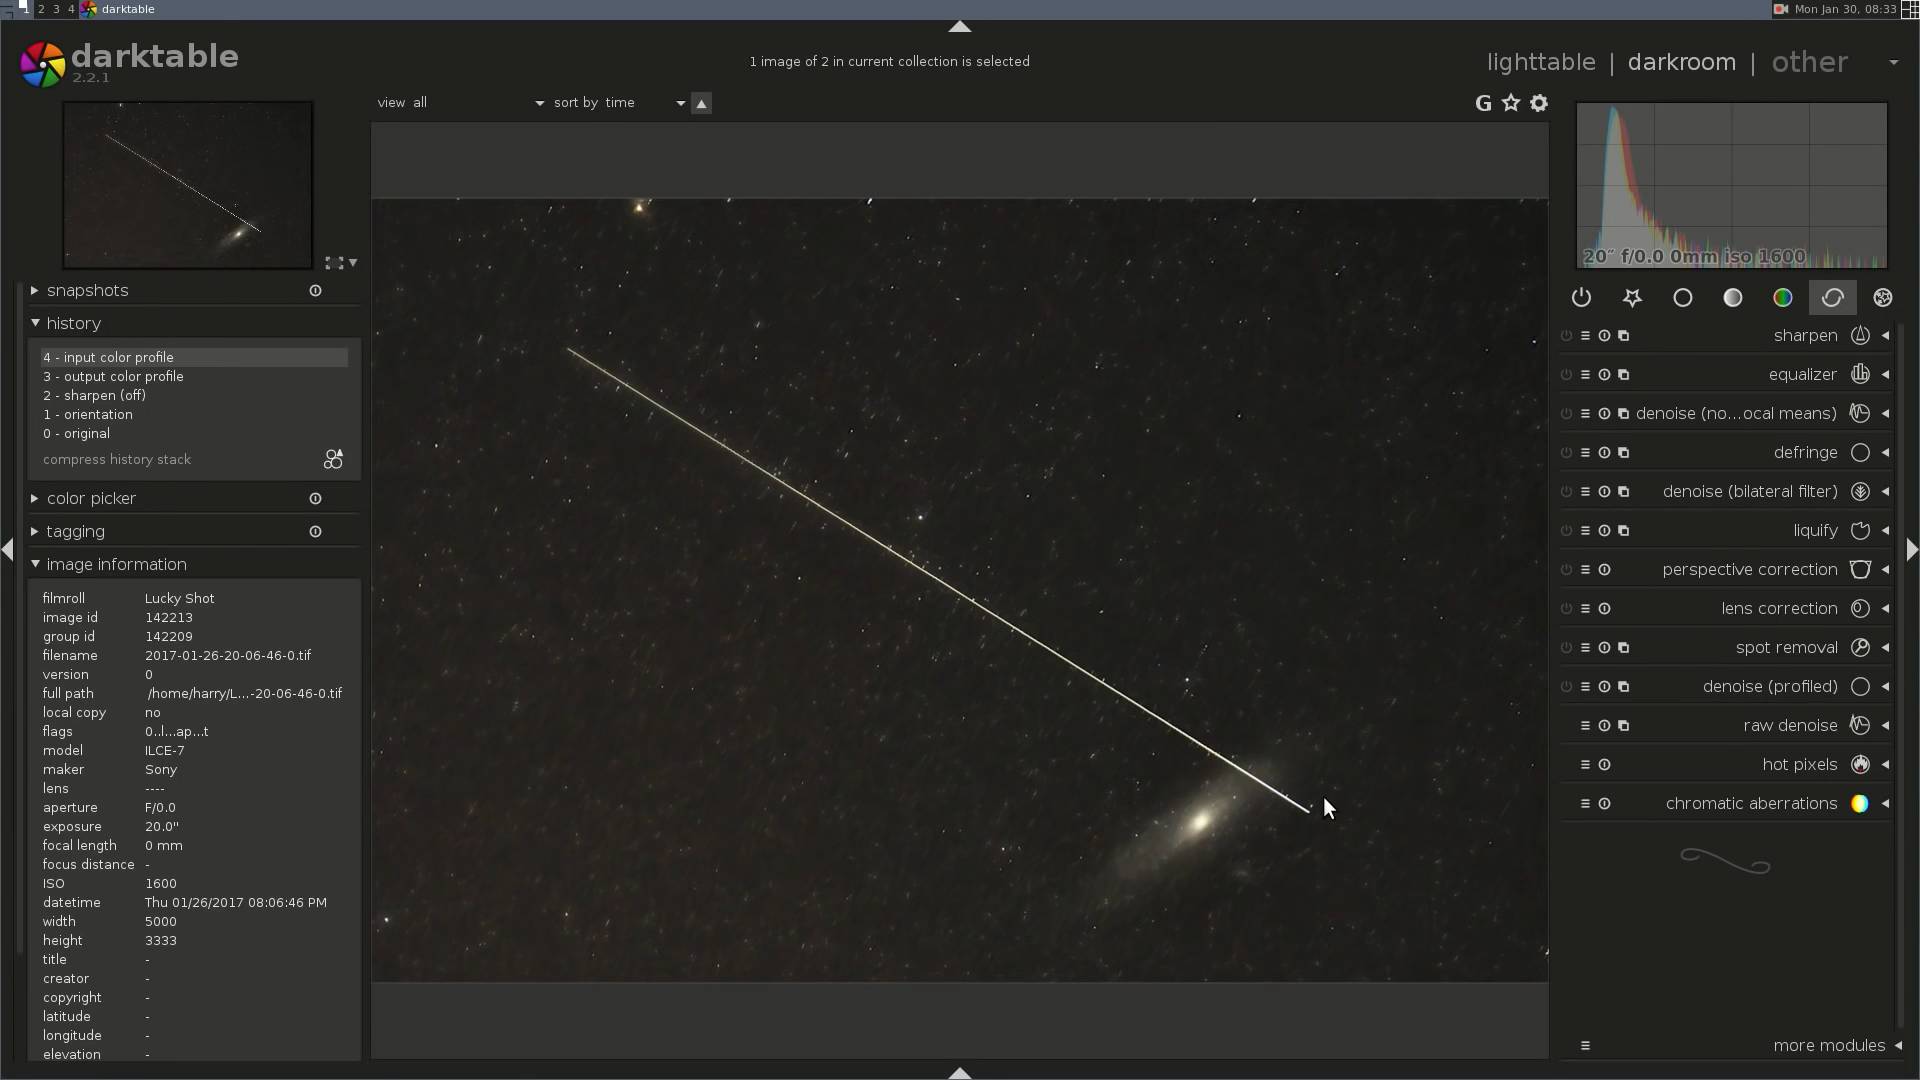 1 2 3 4 darktable
Mon Jan 30, 08:33
darktable
2.2.1
1 image of 2 in current collection is selected
lighttable | darkroom | other
view all sort by time
G
20" f/0.0 0mm iso 1600
snapshots
history
4 - input color profile
3 - output color profile
2 - sharpen (off)
1 - orientation
0 - original
compress history stack
color picker
tagging
image information
filmroll Lucky Shot
image id 142213
group id 142209
filename 2017-01-26-20-06-46-0.tif
version 0
full path /home/harry/L...-20-06-46-0.tif
local copy no
flags 0..l...ap...t
model ILCE-7
maker Sony
lens ----
aperture F/0.0
exposure 20.0"
focal length 0 mm
focus distance -
ISO 1600
datetime Thu 01/26/2017 08:06:46 PM
width 5000
height 3333
title -
creator -
copyright -
latitude -
longitude -
elevation -
sharpen
equalizer
denoise (no...ocal means)
defringe
denoise (bilateral filter)
liquify
perspective correction
lens correction
spot removal
denoise (profiled)
raw denoise
hot pixels
chromatic aberrations
more modules